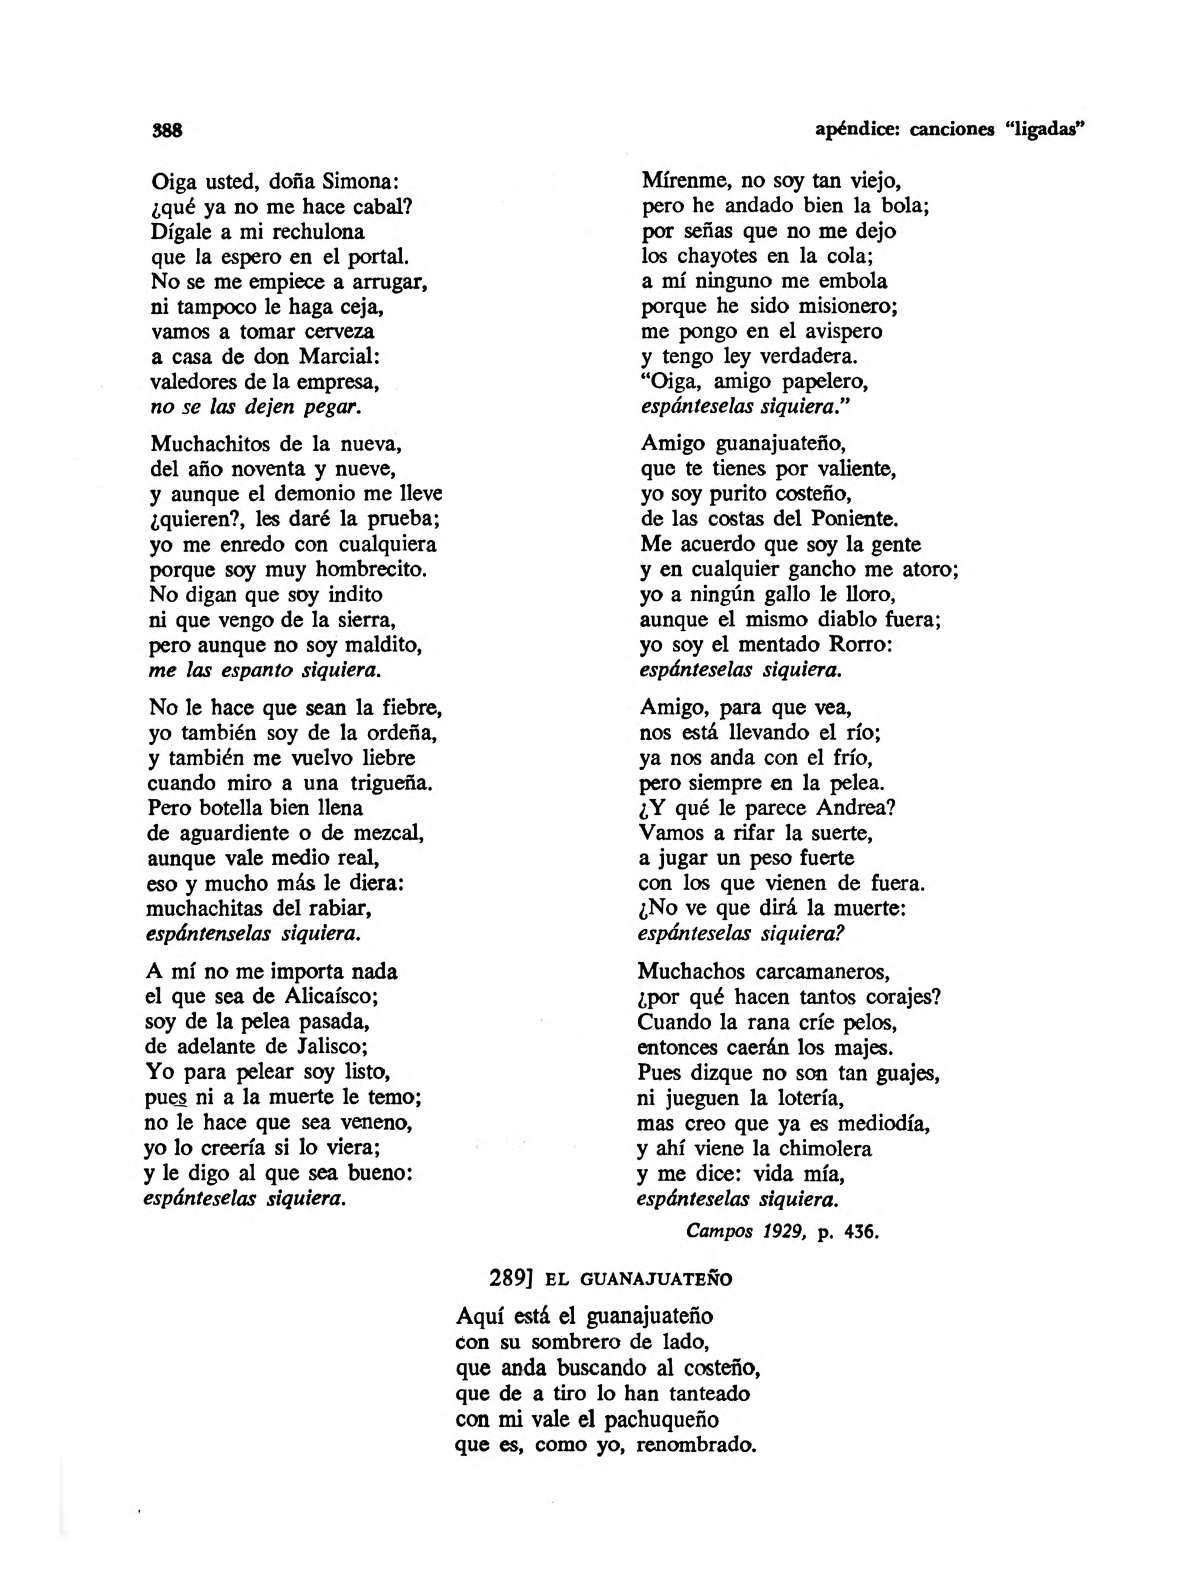 388
apéndice: canciones “ligadas”
Oiga usted, doña Simona:
¿qué ya no me hace cabal?
Dígale a mi rechulona
que la espero en el portal.
No se me empiece a arrugar,
ni tampoco le haga ceja,
vamos a tomar cerveza
a casa de don Marcial:
valedores de la empresa,
no se las dejen pegar.
Muchachitos de la nueva,
del año noventa y nueve,
y aunque el demonio me lleve
¿quieren?, les daré la prueba;
yo me enredo con cualquiera
porque soy muy hombrecito.
No digan que soy indito
ni que vengo de la sierra,
pero aunque no soy maldito,
me las espanto siquiera.
No le hace que sean la fiebre,
yo también soy de la ordeña,
y también me vuelvo liebre
cuando miro a una trigueña.
Pero botella bien llena
de aguardiente o de mezcal,
aunque vale medio real,
eso y mucho más le diera:
muchachitas del rabiar,
espántenselas siquiera.
A mí no me importa nada
el que sea de Alicaísco;
soy de la pelea pasada,
de adelante de Jalisco;
Yo para pelear soy listo,
pues ni a la muerte le temo;
no le hace que sea veneno,
yo lo creería si lo viera;
y le digo al que sea bueno:
espánteselas siquiera.
Mírenme, no soy tan viejo,
pero he andado bien la bola;
por señas que no me dejo
los chayotes en la cola;
a mí ninguno me embola
porque he sido misionero;
me pongo en el avispero
y tengo ley verdadera.
“Oiga, amigo papelero,
espánteselas siquiera.”
Amigo guanajuateño,
que te tienes por valiente,
yo soy purito costeño,
de las costas del Poniente.
Me acuerdo que soy la gente
y en cualquier gancho me atoro;
yo a ningún gallo le lloro,
aunque el mismo diablo fuera;
yo soy el mentado Rorro:
espánteselas siquiera.
Amigo, para que vea,
nos está llevando el río;
ya nos anda con el frío,
pero siempre en la pelea.
¿Y qué le parece Andrea?
Vamos a rifar la suerte,
a jugar un peso fuerte
con los que vienen de fuera.
¿No ve que dirá la muerte:
espánteselas siquiera?
Muchachos carcamaneros,
¿por qué hacen tantos corajes?
Cuando la rana críe pelos,
entonces caerán los majes.
Pues dizque no son tan guajes,
ni jueguen la lotería,
mas creo que ya es mediodía,
y ahí viene la chimolera
y me dice: vida mía,
espánteselas siquiera.
Campos 1929, p. 436.
289] EL GUANAJUATEÑO
Aquí está el guanajuateño
con su sombrero de lado,
que anda buscando al costeño,
que de a tiro lo han tanteado
con mi vale el pachuqueño
que es, como yo, renombrado.